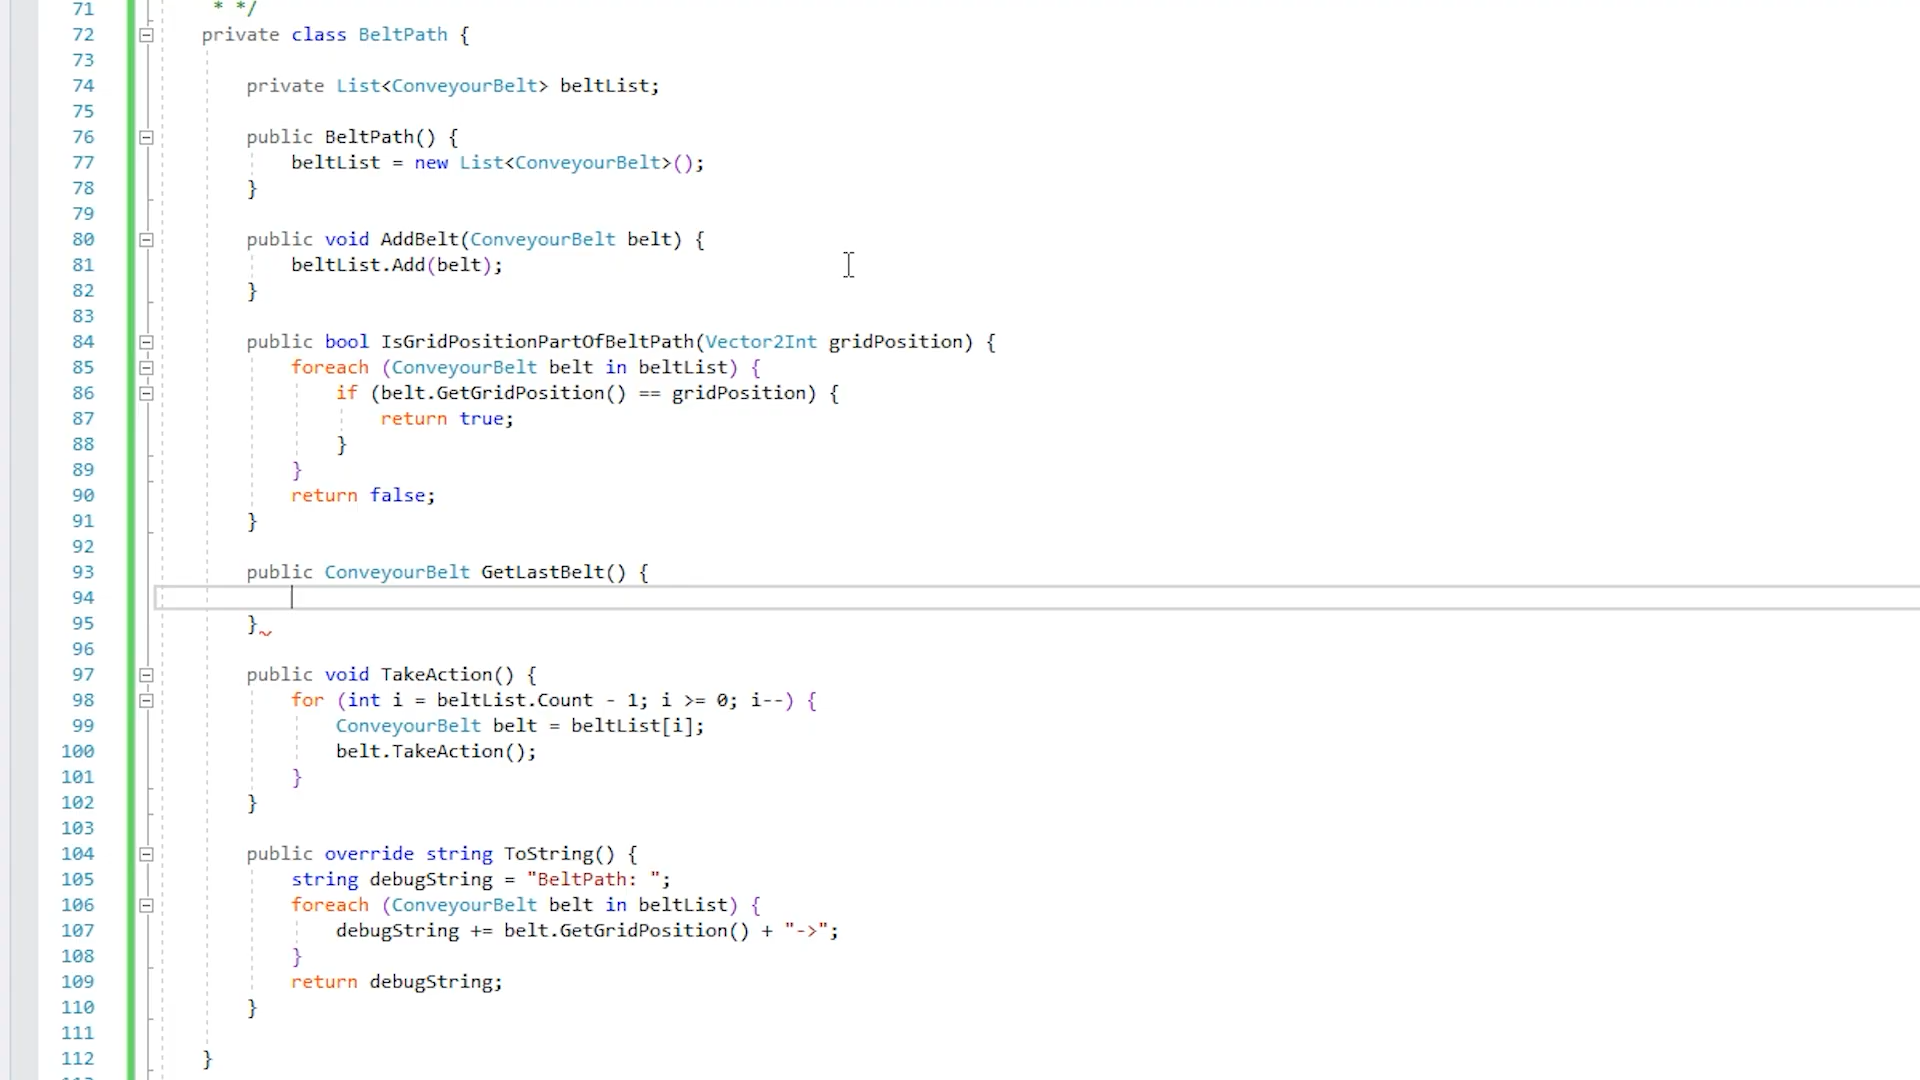 71 * */
72 private class BeltPath {
73
74 private List<ConveyourBelt> beltList;
75
76 public BeltPath() {
77 beltList = new List<ConveyourBelt>();
78 }
79
80 public void AddBelt(ConveyourBelt belt) {
81 beltList.Add(belt);
82 }
83
84 public bool IsGridPositionPartOfBeltPath(Vector2Int gridPosition) {
85 foreach (ConveyourBelt belt in beltList) {
86 if (belt.GetGridPosition() == gridPosition) {
87 return true;
88 }
89 }
90 return false;
91 }
92
93 public ConveyourBelt GetLastBelt() {
94
95 }
96
97 public void TakeAction() {
98 for (int i = beltList.Count - 1; i >= 0; i--) {
99 ConveyourBelt belt = beltList[i];
100 belt.TakeAction();
101 }
102 }
103
104 public override string ToString() {
105 string debugString = "BeltPath: ";
106 foreach (ConveyourBelt belt in beltList) {
107 debugString += belt.GetGridPosition() + "->";
108 }
109 return debugString;
110 }
111
112 }